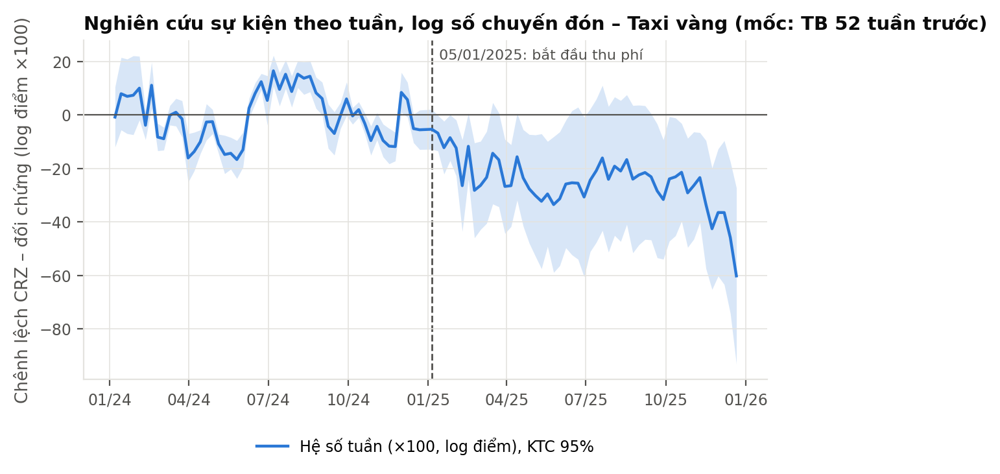 Nghiên cứu sự kiện theo tuần, log số chuyến đón – Taxi vàng (mốc: TB 52 tuần trước)
Chênh lệch CRZ – đối chứng (log điểm ×100)
05/01/2025: bắt đầu thu phí
20
0
−20
−40
−60
−80
01/24 04/24 07/24 10/24 01/25 04/25 07/25 10/25 01/26
Hệ số tuần (×100, log điểm), KTC 95%